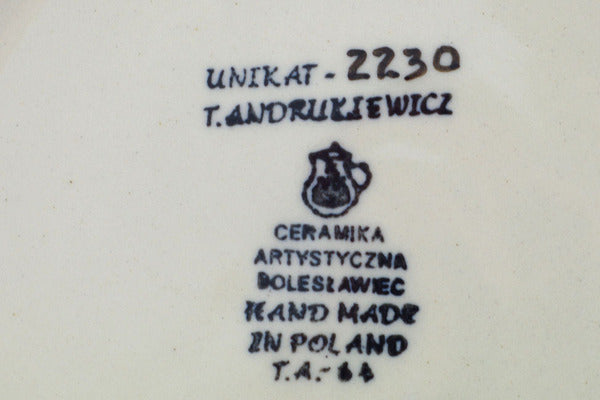 UNIKAT - 2230
T. ANDRUKIEWICZ
CERAMIKA
ARTYSTYCZNA
BOLESŁAWIEC
HAND MADE
IN POLAND
T.A.-